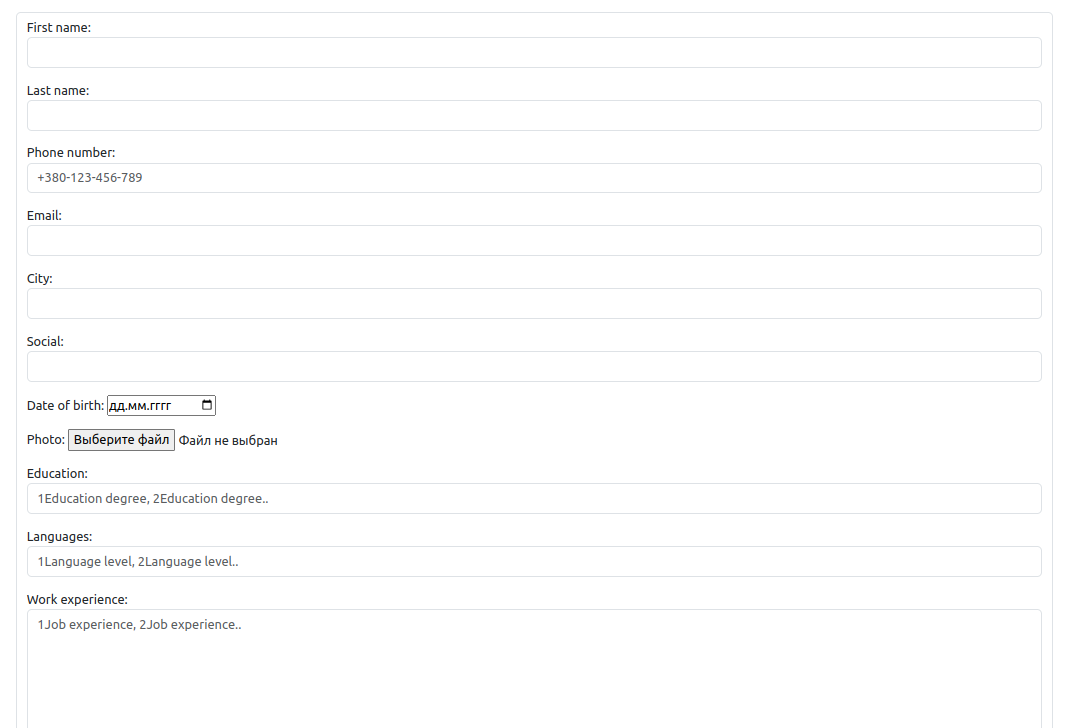 First name:
Last name:
Phone number:
+380-123-456-789
Email:
City:
Social:
Date of birth: дд.мм.гггг
Photo: Выберите файл Файл не выбран
Education:
1Education degree, 2Education degree..
Languages:
1Language level, 2Language level..
Work experience:
1Job experience, 2Job experience..